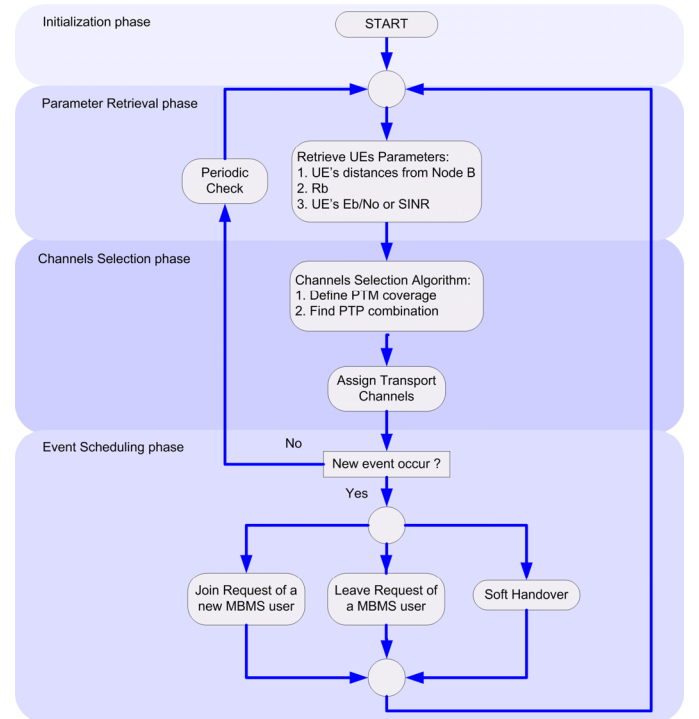 Initialization phase
START
Parameter Retrieval phase
Periodic
Check
Retrieve UEs Parameters:
1. UE's distances from Node B
2. Rb
3. UE's Eb/No or SINR
Channels Selection phase
Channels Selection Algorithm:
1. Define PTM coverage
2. Find PTP combination
Assign Transport
Channels
Event Scheduling phase
No
New event occur ?
Yes
Join Request of a
new MBMS user
Leave Request of
a MBMS user
Soft Handover